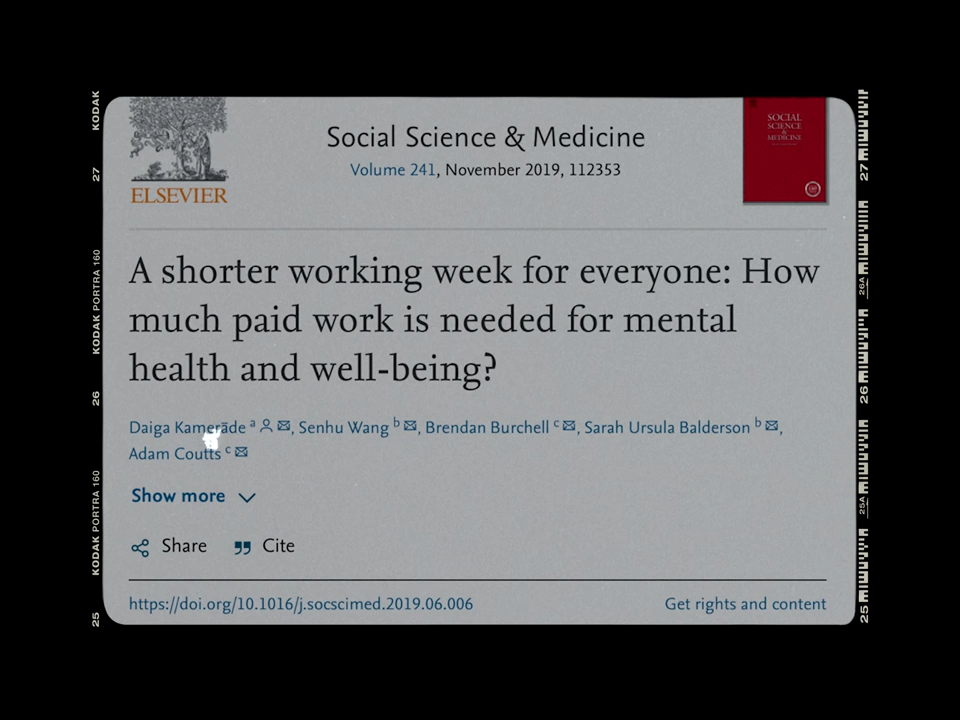 ELSEVIER
Social Science & Medicine
Volume 241, November 2019, 112353
SOCIAL
SCIENCE
&
MEDICINE
A shorter working week for everyone: How
much paid work is needed for mental
health and well-being?
Daiga Kamerāde a, Senhu Wang b, Brendan Burchell c, Sarah Ursula Balderson b,
Adam Coutts c
Show more
Share Cite
https://doi.org/10.1016/j.socscimed.2019.06.006 Get rights and content
KODAK
27
KODAK PORTRA 160
26
KODAK PORTRA 160
25
27
26A
26
25A
25